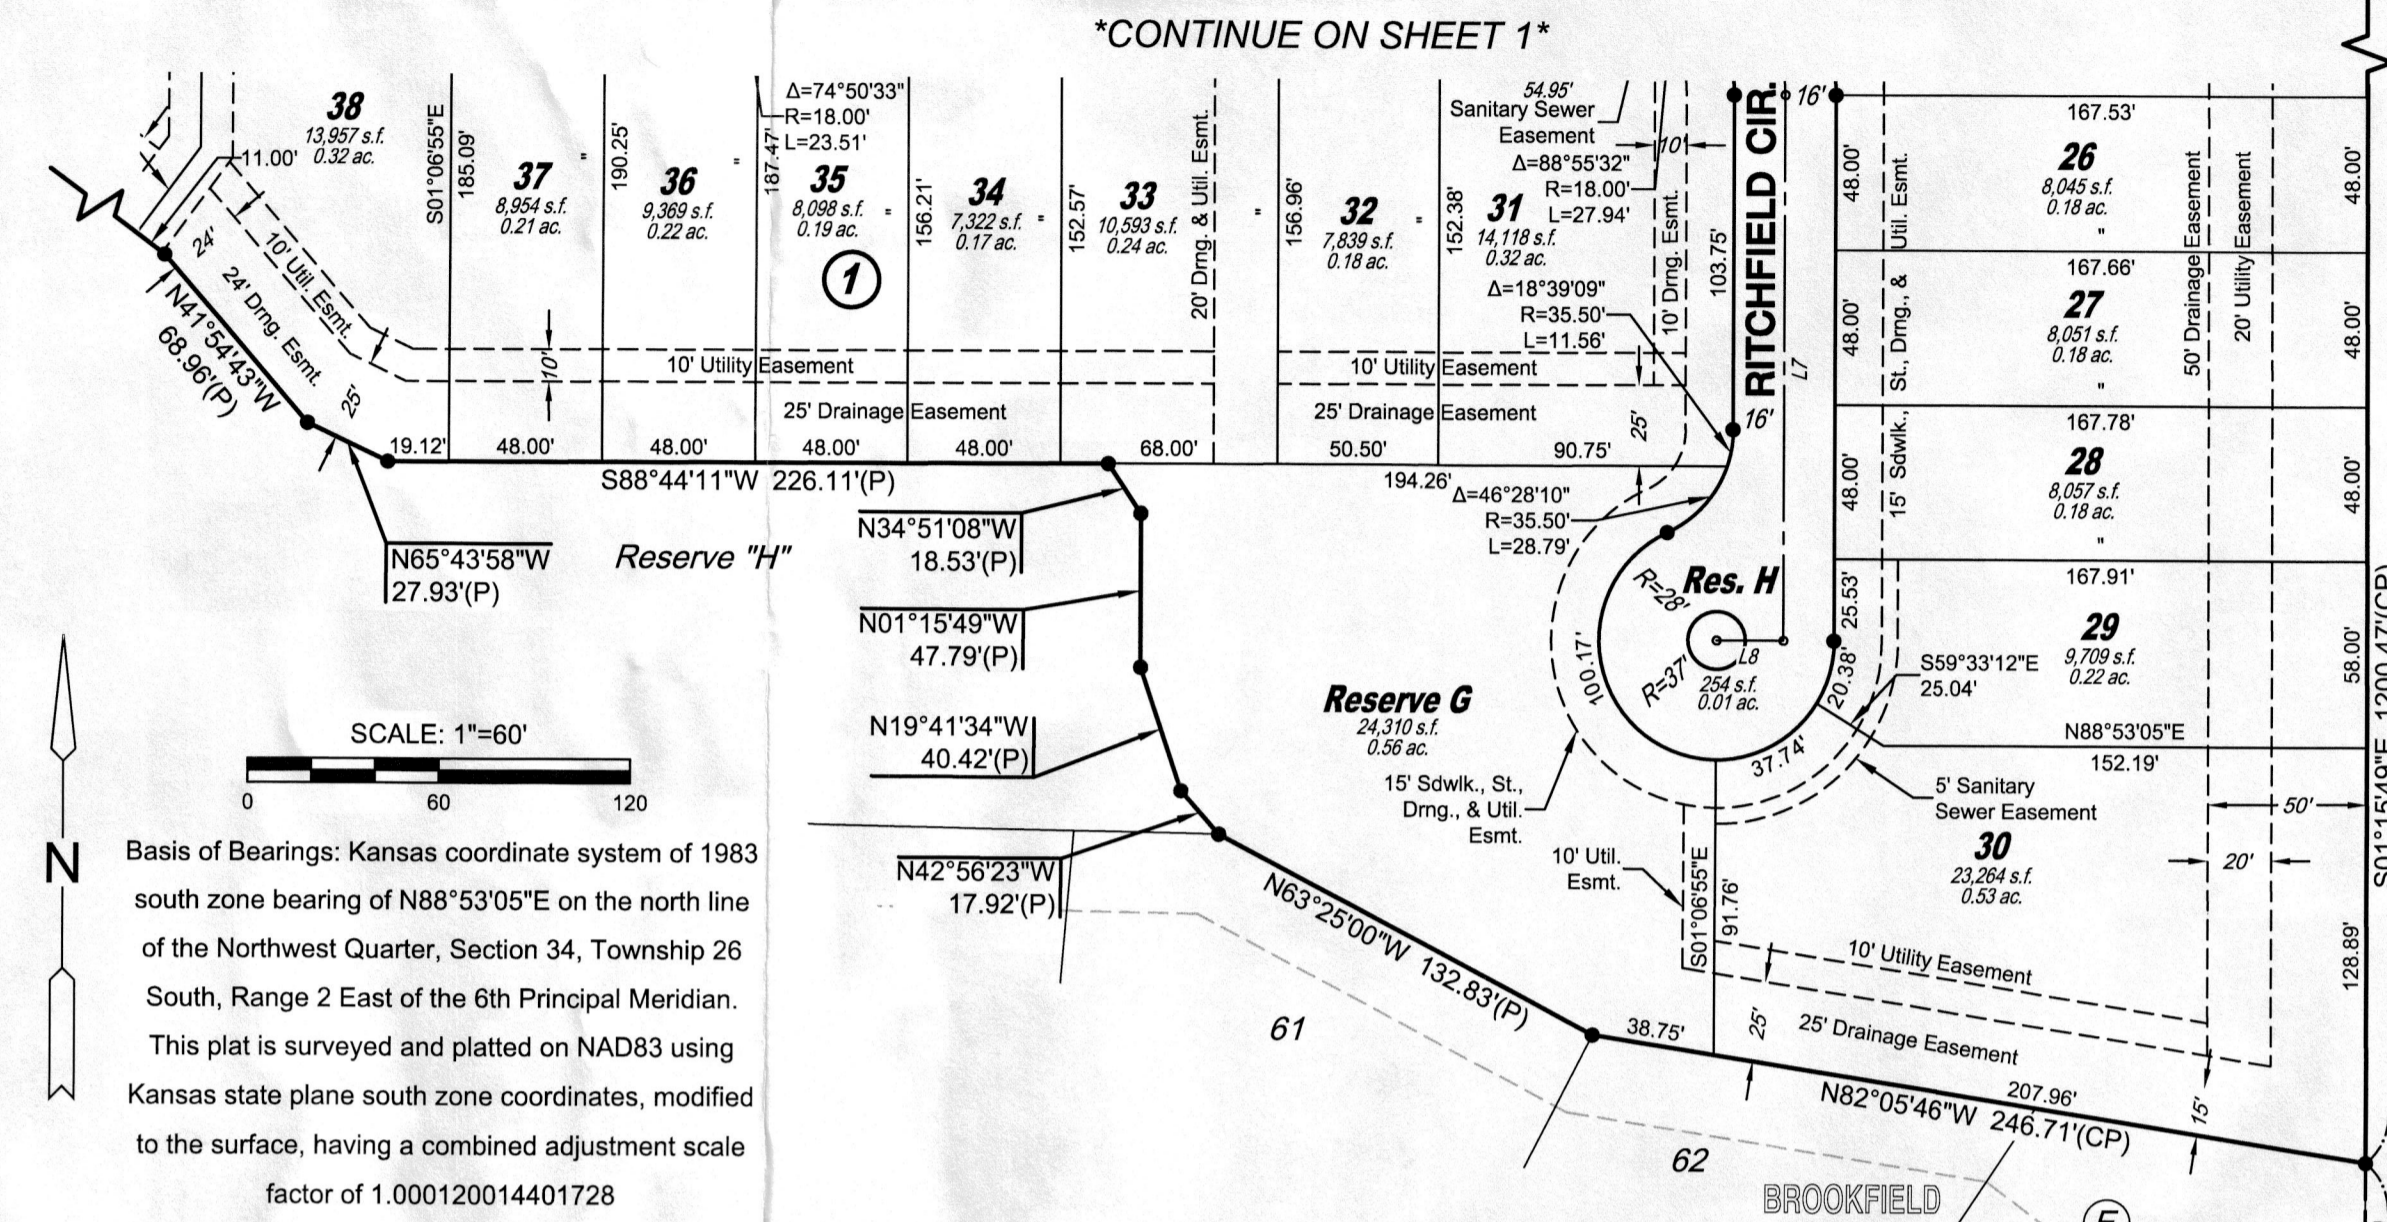 *CONTINUE ON SHEET 1*
38
13,957 s.f.
0.32 ac.
11.00'
S01°06'55"E
185.09'
37
8,954 s.f.
0.21 ac.
"
190.25'
36
9,369 s.f.
0.22 ac.
"
187.47'
Δ=74°50'33"
R=18.00'
L=23.51'
35
8,098 s.f.
0.19 ac.
"
1
156.21'
34
7,322 s.f.
0.17 ac.
"
152.57'
33
10,593 s.f.
0.24 ac.
20' Drng. & Util. Esmt.
"
156.96'
32
7,839 s.f.
0.18 ac.
"
152.38'
31
14,118 s.f.
0.32 ac.
54.95'
Sanitary Sewer
Easement
10'
Δ=88°55'32"
R=18.00'
L=27.94'
Δ=18°39'09"
R=35.50'
L=11.56'
10' Drng. Esmt.
103.75'
RITCHFIELD CIR.
16'
L7
16'
48.00'
48.00'
48.00'
25.53'
15' Sdwlk., St., Drng., & Util. Esmt.
167.53'
26
8,045 s.f.
0.18 ac.
"
167.66'
27
8,051 s.f.
0.18 ac.
"
167.78'
28
8,057 s.f.
0.18 ac.
"
167.91'
29
9,709 s.f.
0.22 ac.
50' Drainage Easement
20' Utility Easement
48.00'
48.00'
48.00'
58.00'
128.89'
S01°15'49"E 1200.47'(CP)
24'
10' Util. Esmt.
24' Drng. Esmt.
25'
N41°54'43"W
68.96'(P)
10'
10' Utility Easement
25' Drainage Easement
10' Utility Easement
25' Drainage Easement
25'
19.12'
48.00'
48.00'
48.00'
48.00'
68.00'
50.50'
90.75'
S88°44'11"W 226.11'(P)
194.26'
Δ=46°28'10"
R=35.50'
L=28.79'
N65°43'58"W
27.93'(P)
Reserve "H"
N34°51'08"W
18.53'(P)
N01°15'49"W
47.79'(P)
N19°41'34"W
40.42'(P)
N42°56'23"W
17.92'(P)
R=28'
Res. H
R=37'
L8
254 s.f.
0.01 ac.
100.17'
20.38'
37.74'
S59°33'12"E
25.04'
N88°53'05"E
152.19'
Reserve G
24,310 s.f.
0.56 ac.
15' Sdwlk., St.,
Drng., & Util.
Esmt.
5' Sanitary
Sewer Easement
50'
20'
30
23,264 s.f.
0.53 ac.
10' Util.
Esmt.
S01°06'55"E
91.76'
10' Utility Easement
25' Drainage Easement
25'
15'
N63°25'00"W 132.83'(P)
38.75'
207.96'
N82°05'46"W 246.71'(CP)
61
62
BROOKFIELD
SCALE: 1"=60'
0
60
120
N
Basis of Bearings: Kansas coordinate system of 1983
south zone bearing of N88°53'05"E on the north line
of the Northwest Quarter, Section 34, Township 26
South, Range 2 East of the 6th Principal Meridian.
This plat is surveyed and platted on NAD83 using
Kansas state plane south zone coordinates, modified
to the surface, having a combined adjustment scale
factor of 1.000120014401728